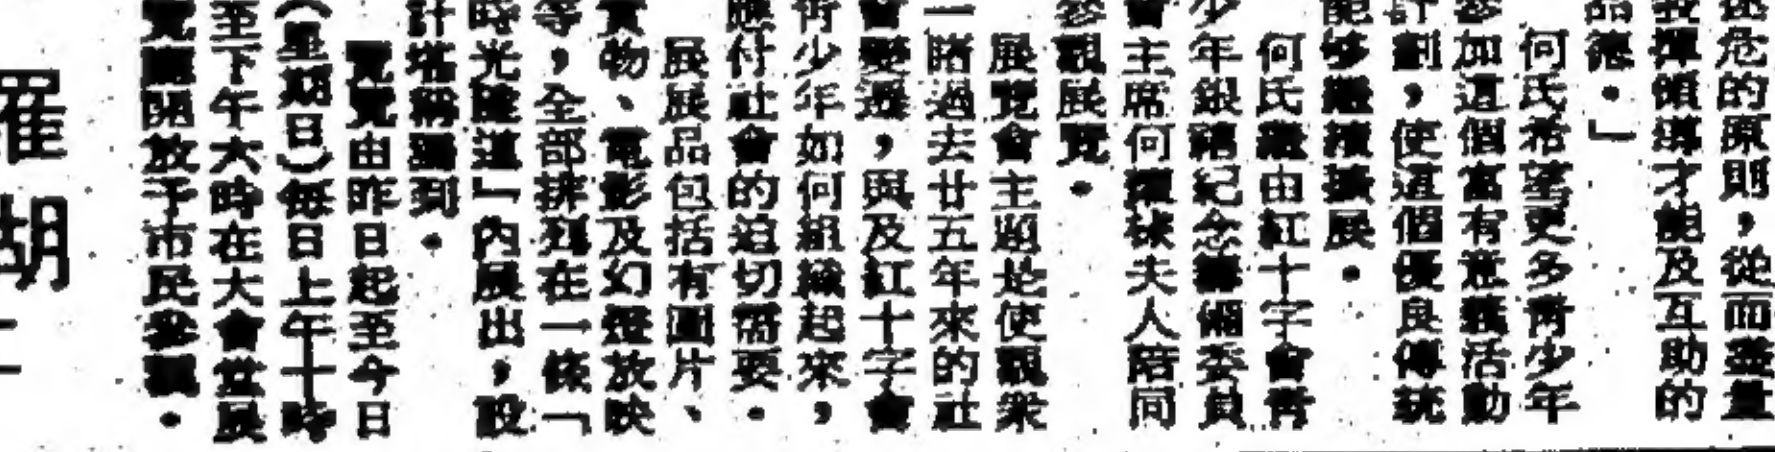 危的原則，從而盡量
發揮領導才能及互助的
品德。」
何氏希望更多青少年
參加這個富有意義活動
計劃，使這個優良傳統
能够繼續擴展。
何氏繼由紅十字會青
少年銀禧紀念籌備委員
會主席何禮球夫人陪同
參觀展覽。
展覽會主題是使觀衆
一睹過去廿五年來的社
會變遷，與及紅十字會
青少年如何組織起來，
應付社會的迫切需要。
展展品包括有圖片、
實物、電影及幻燈放映
等，全部排列在一條「
時光隧道」內展出，設
計堪稱獨到。
覽由昨日起至今日
（星期日）每日上午十時
至下午六時在大會堂展
覽廳開放予市民參觀。
羅湖